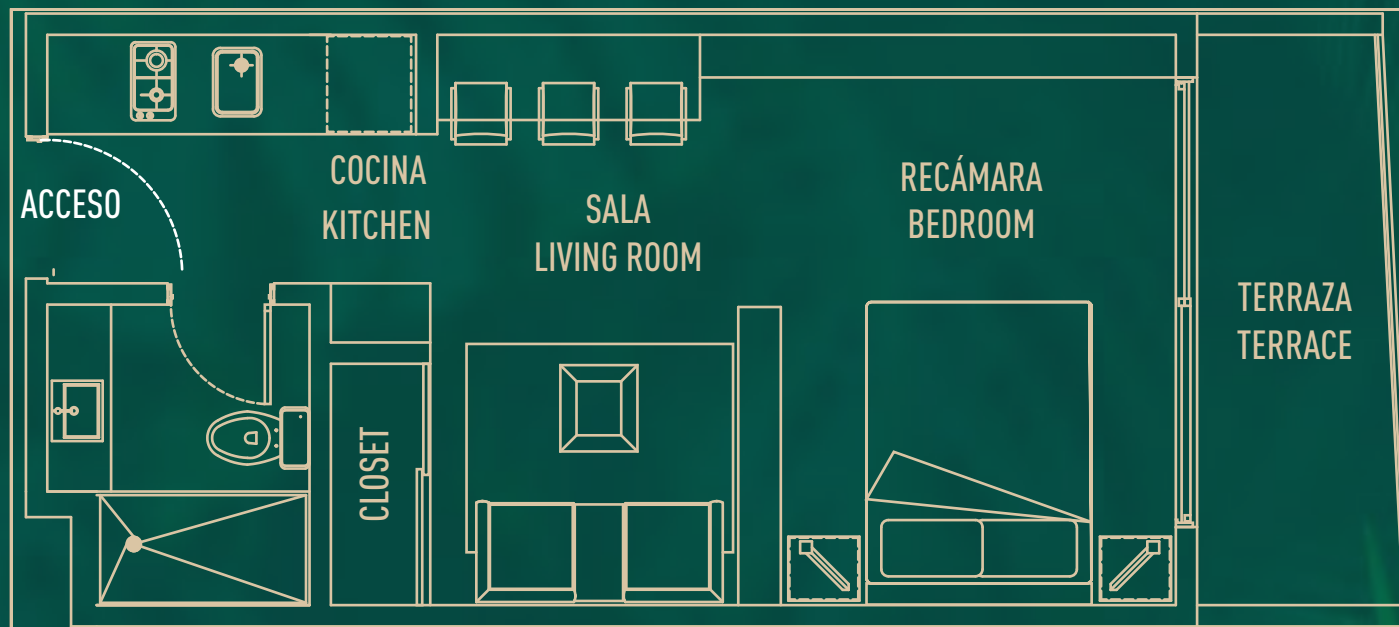 ACCESO
COCINA
KITCHEN
SALA
LIVING ROOM
RECÁMARA
BEDROOM
TERRAZA
TERRACE
CLOSET